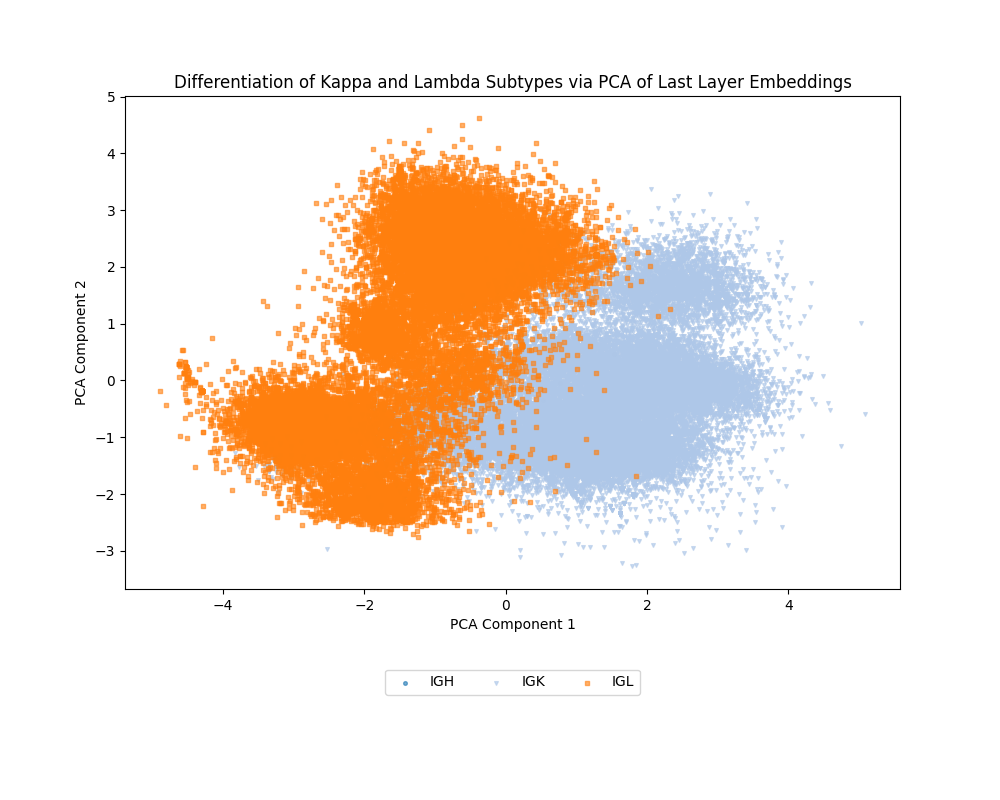 Differentiation of Kappa and Lambda Subtypes via PCA of Last Layer Embeddings
PCA Component 2
5
4
3
2
1
0
−1
−2
−3
−4
−2
0
2
4
PCA Component 1
IGH
IGK
IGL